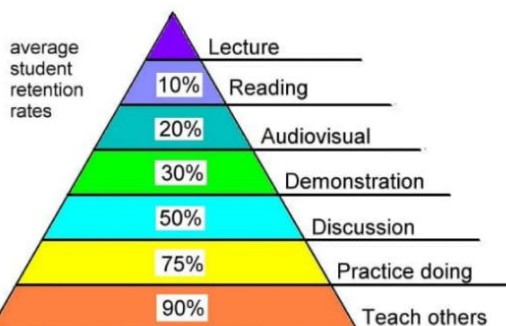 average
student
retention
rates
Lecture
10% Reading
20% Audiovisual
30% Demonstration
50% Discussion
75% Practice doing
90% Teach others